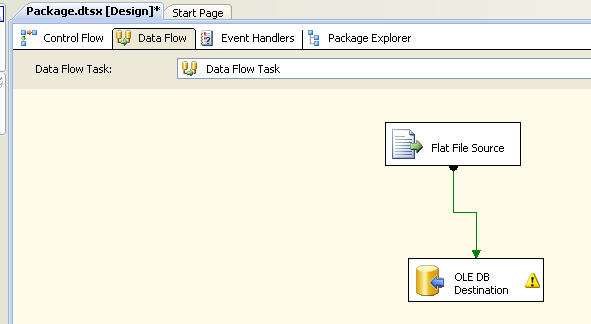 Package.dtsx [Design]* Start Page
Control Flow Data Flow Event Handlers Package Explorer
Data Flow Task: Data Flow Task
Flat File Source
OLE DB
Destination